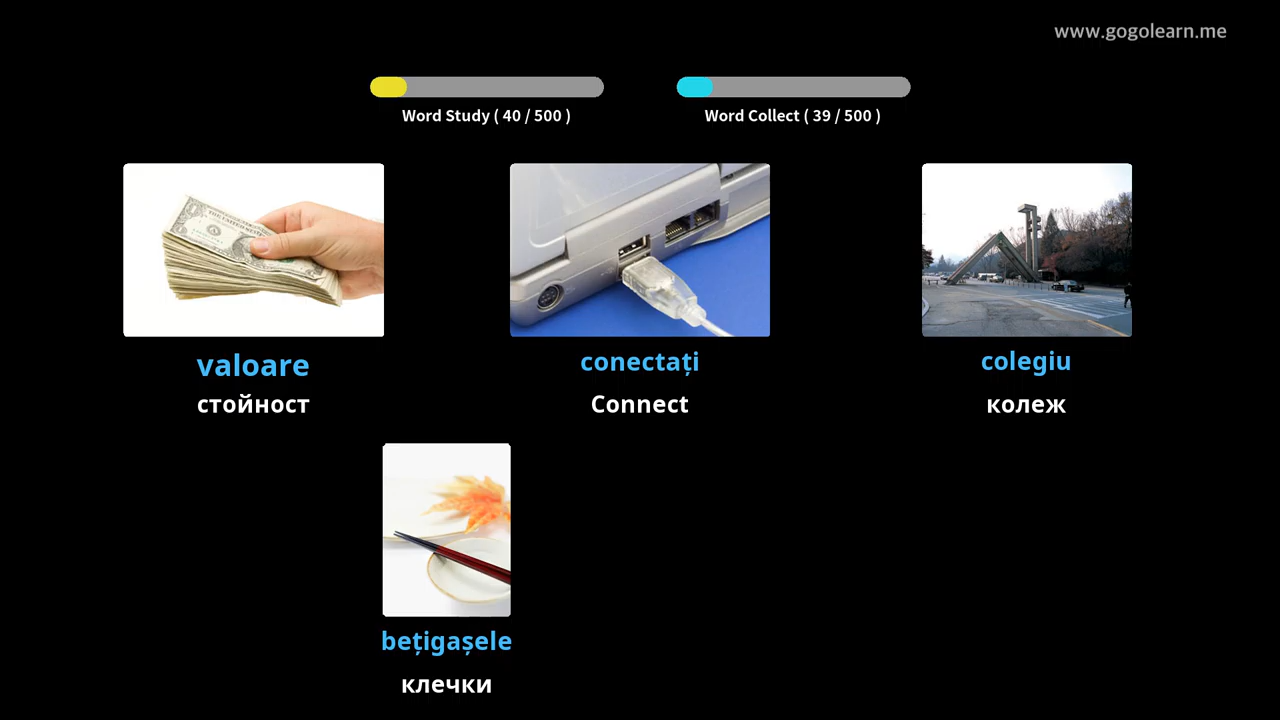 www.gogolearn.me
Word Study ( 40 / 500 )
Word Collect ( 39 / 500 )
valoare
стойност
conectați
Connect
colegiu
колеж
bețigașele
клечки